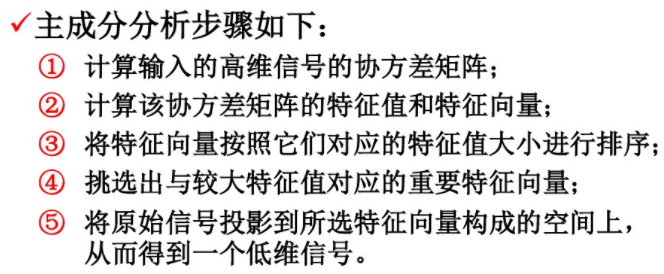 ✓主成分分析步骤如下：
① 计算输入的高维信号的协方差矩阵；
② 计算该协方差矩阵的特征值和特征向量；
③ 将特征向量按照它们对应的特征值大小进行排序；
④ 挑选出与较大特征值对应的重要特征向量；
⑤ 将原始信号投影到所选特征向量构成的空间上，
从而得到一个低维信号。